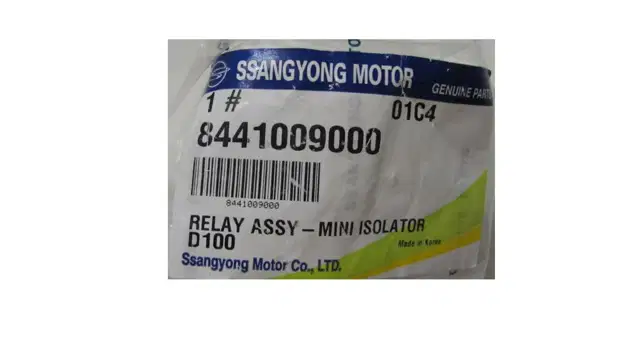 SSANGYONG MOTOR
GENUINE PARTS
1 # 01C4
8441009000
8441009000
RELAY ASSY – MINI ISOLATOR
D100
Made in Korea
Ssangyong Motor Co., LTD.